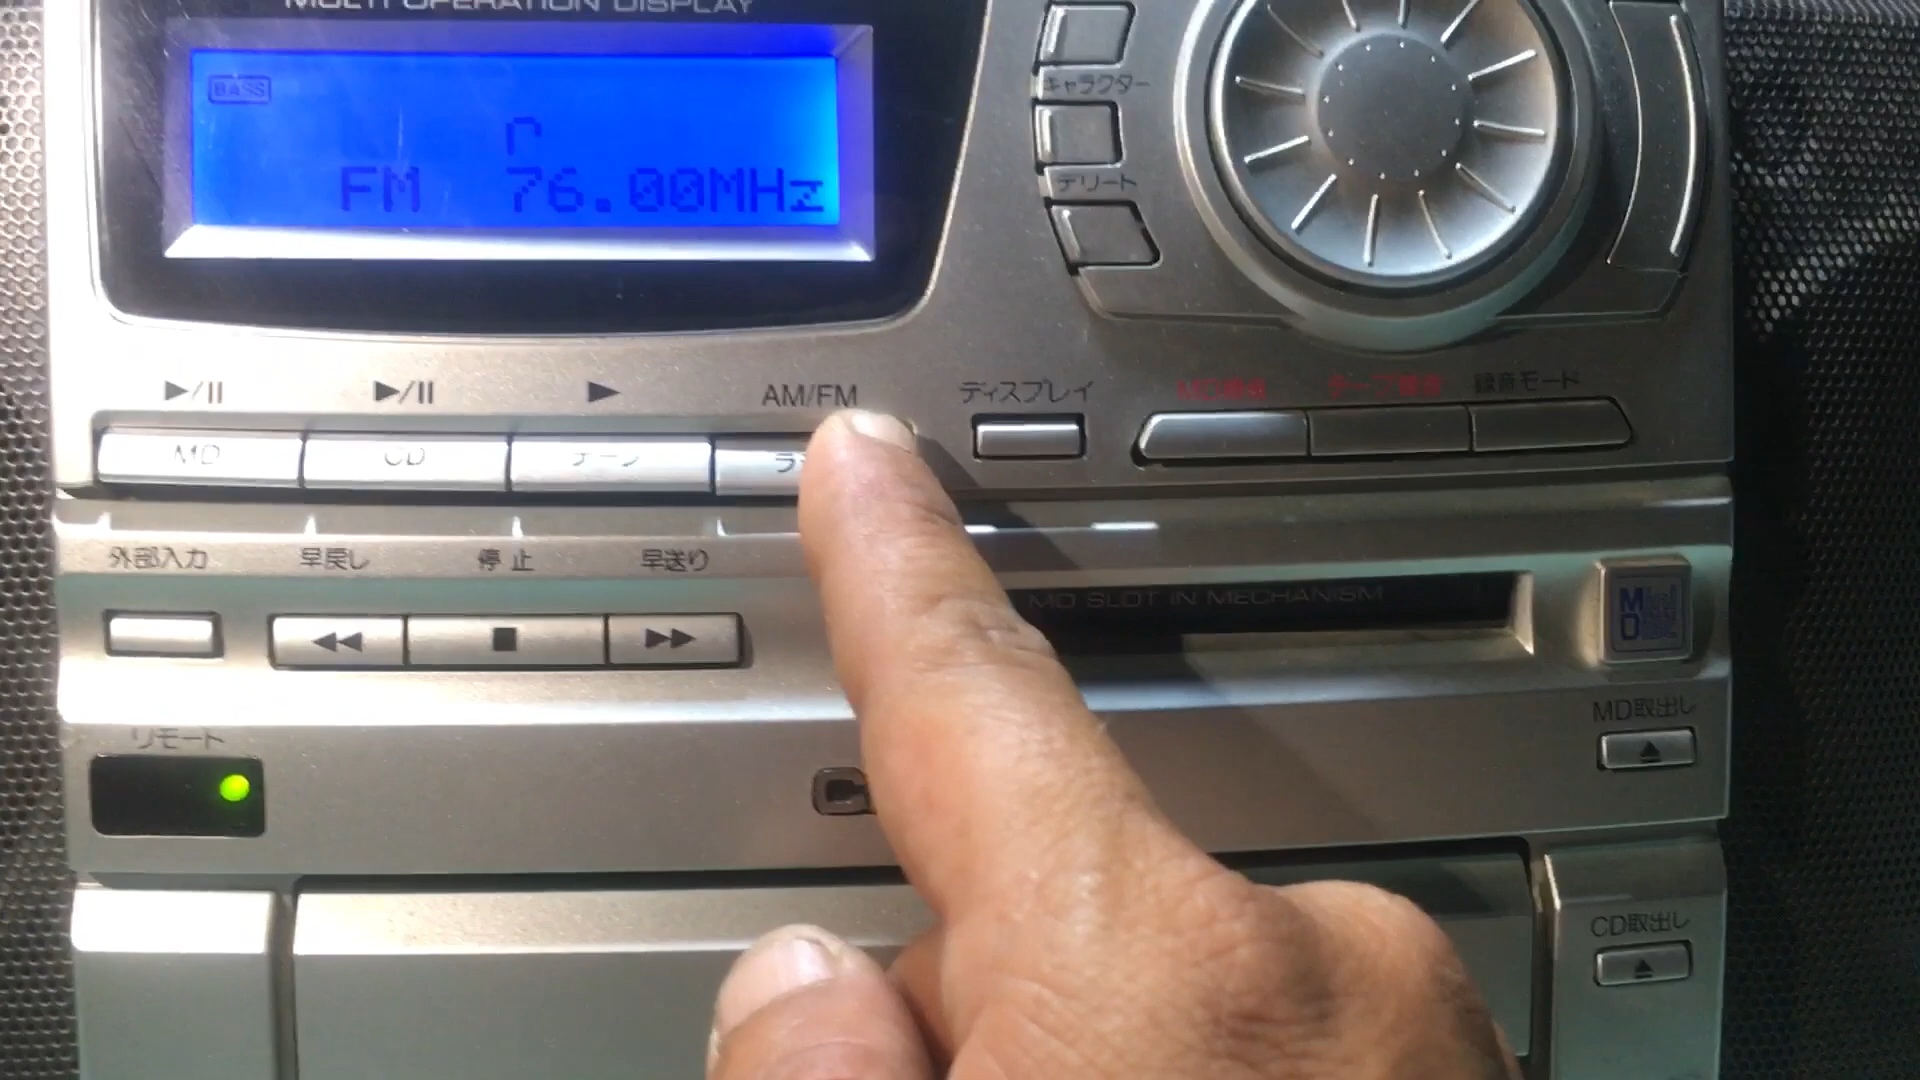 MULTI OPERATION DISPLAY
BASS
FM 76.00MHz
キャラクター
デリート
▶/II
▶/II
▶
AM/FM
ディスプレイ
MD録音
テープ録音
録音モード
MD
CD
テープ
外部入力
早戻し
停止
早送り
MD SLOT IN MECHANISM
Mini
Disc
リモート
MD取出し
CD取出し